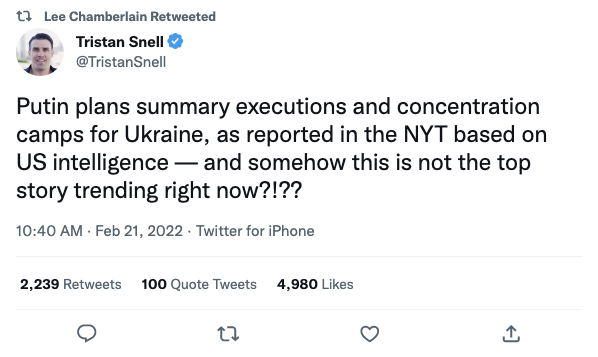 Lee Chamberlain Retweeted
Tristan Snell
@TristanSnell
Putin plans summary executions and concentration
camps for Ukraine, as reported in the NYT based on
US intelligence — and somehow this is not the top
story trending right now?!??
10:40 AM · Feb 21, 2022 · Twitter for iPhone
2,239 Retweets 100 Quote Tweets 4,980 Likes